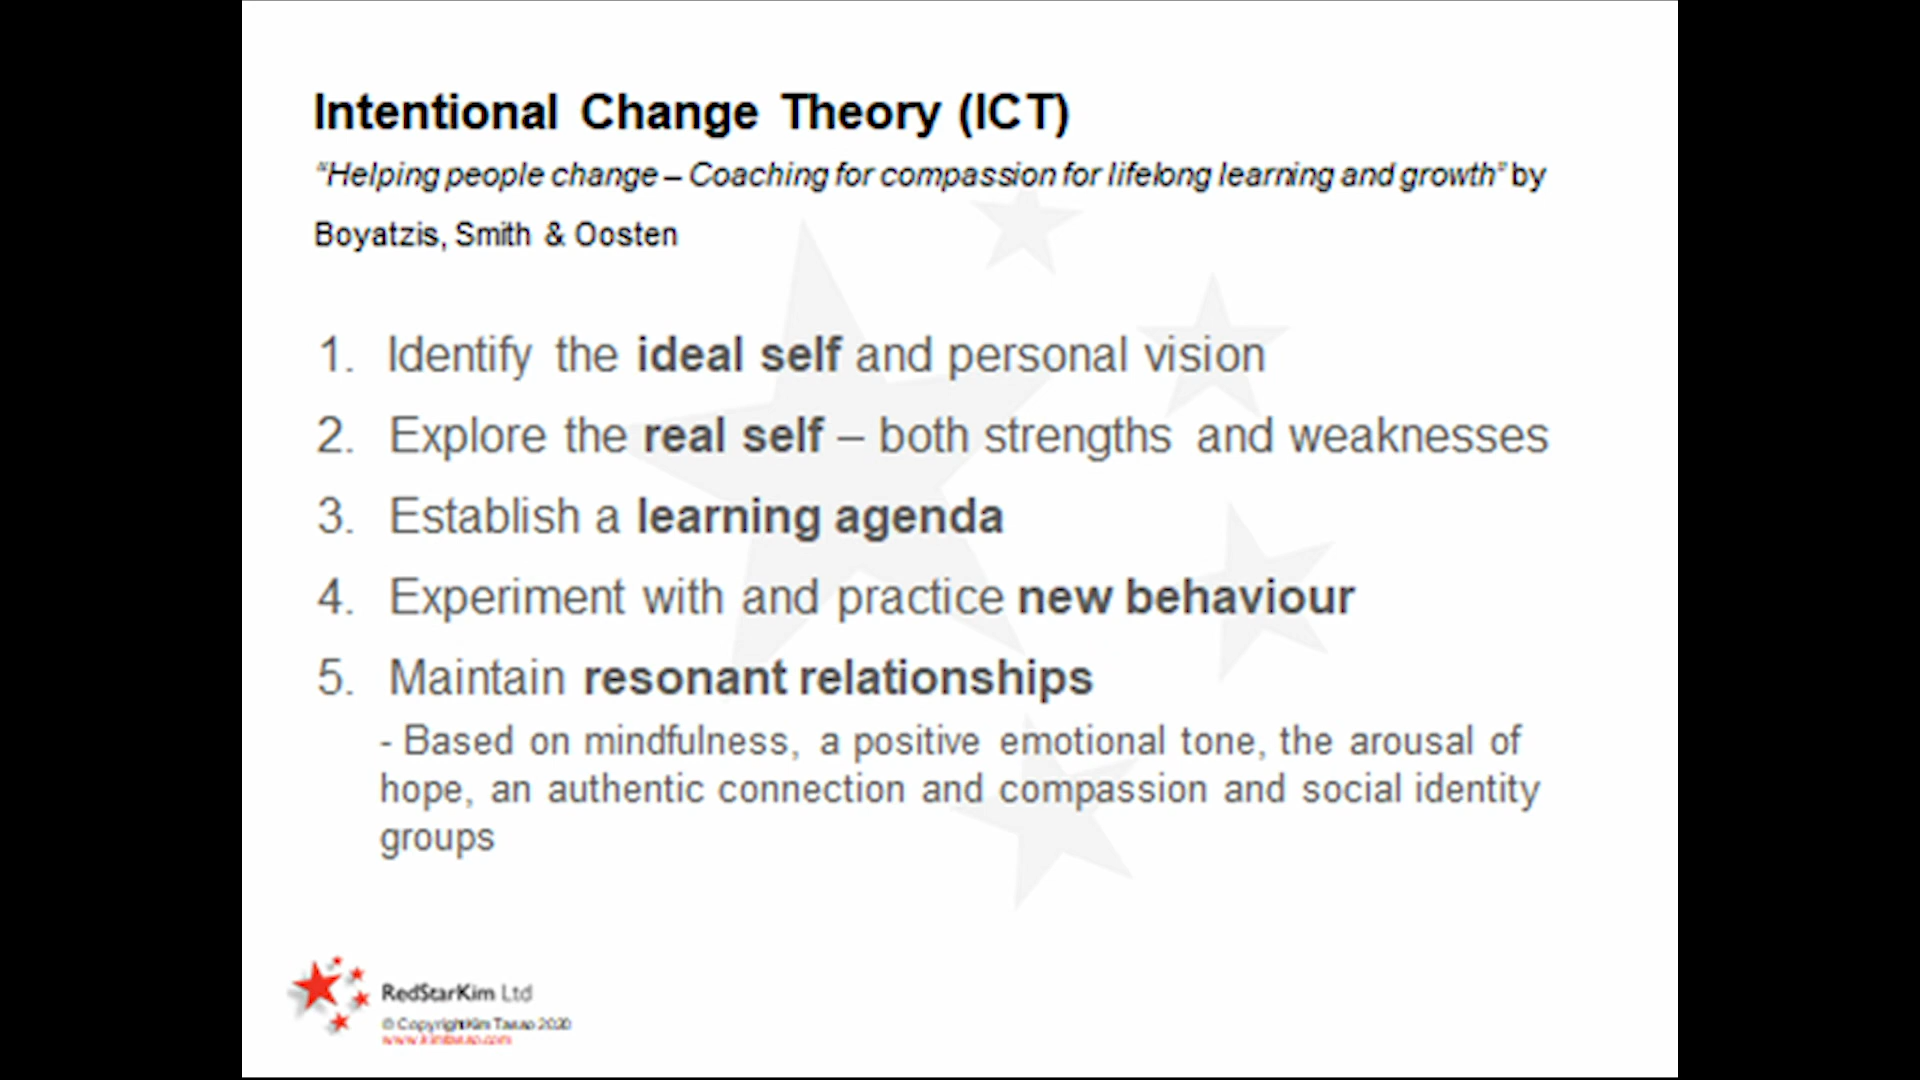 Intentional Change Theory (ICT)
“Helping people change – Coaching for compassion for lifelong learning and growth” by
Boyatzis, Smith & Oosten
1. Identify the ideal self and personal vision
2. Explore the real self – both strengths and weaknesses
3. Establish a learning agenda
4. Experiment with and practice new behaviour
5. Maintain resonant relationships
- Based on mindfulness, a positive emotional tone, the arousal of
hope, an authentic connection and compassion and social identity
groups
RedStarKim Ltd
© Copyright Kim 2020